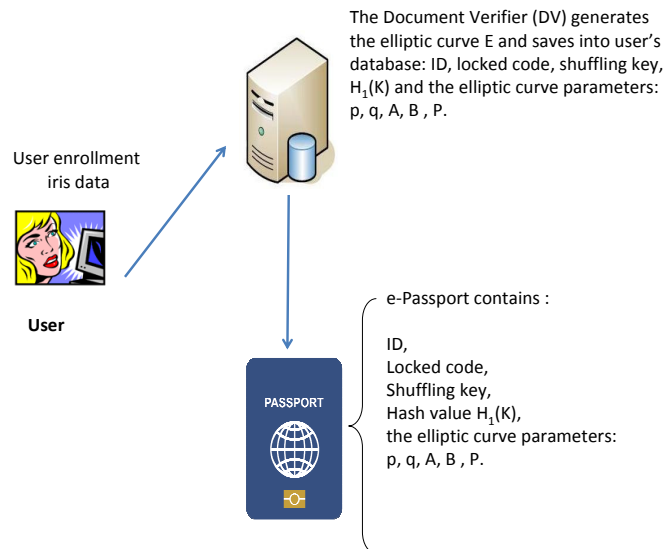 The Document Verifier (DV) generates
the elliptic curve E and saves into user’s
database: ID, locked code, shuffling key,
H₁(K) and the elliptic curve parameters:
p, q, A, B , P.
User enrollment
iris data
User
e-Passport contains :
ID,
Locked code,
Shuffling key,
Hash value H₁(K),
the elliptic curve parameters:
p, q, A, B , P.
PASSPORT